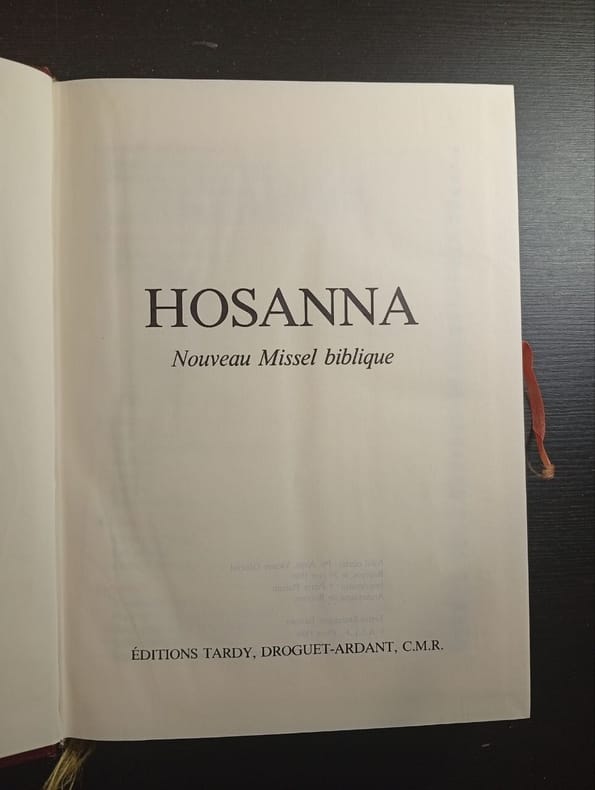 HOSANNA
Nouveau Missel biblique
ÉDITIONS TARDY, DROGUET-ARDANT, C.M.R.